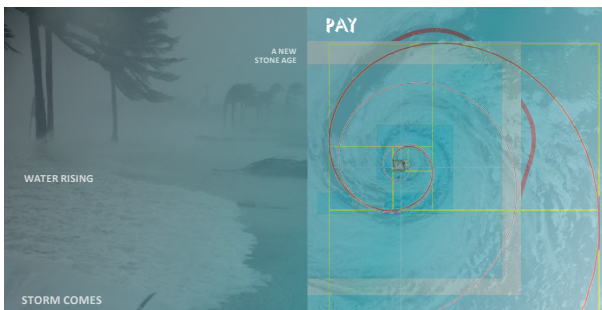 PAY
A NEW
STONE AGE
WATER RISING
STORM COMES